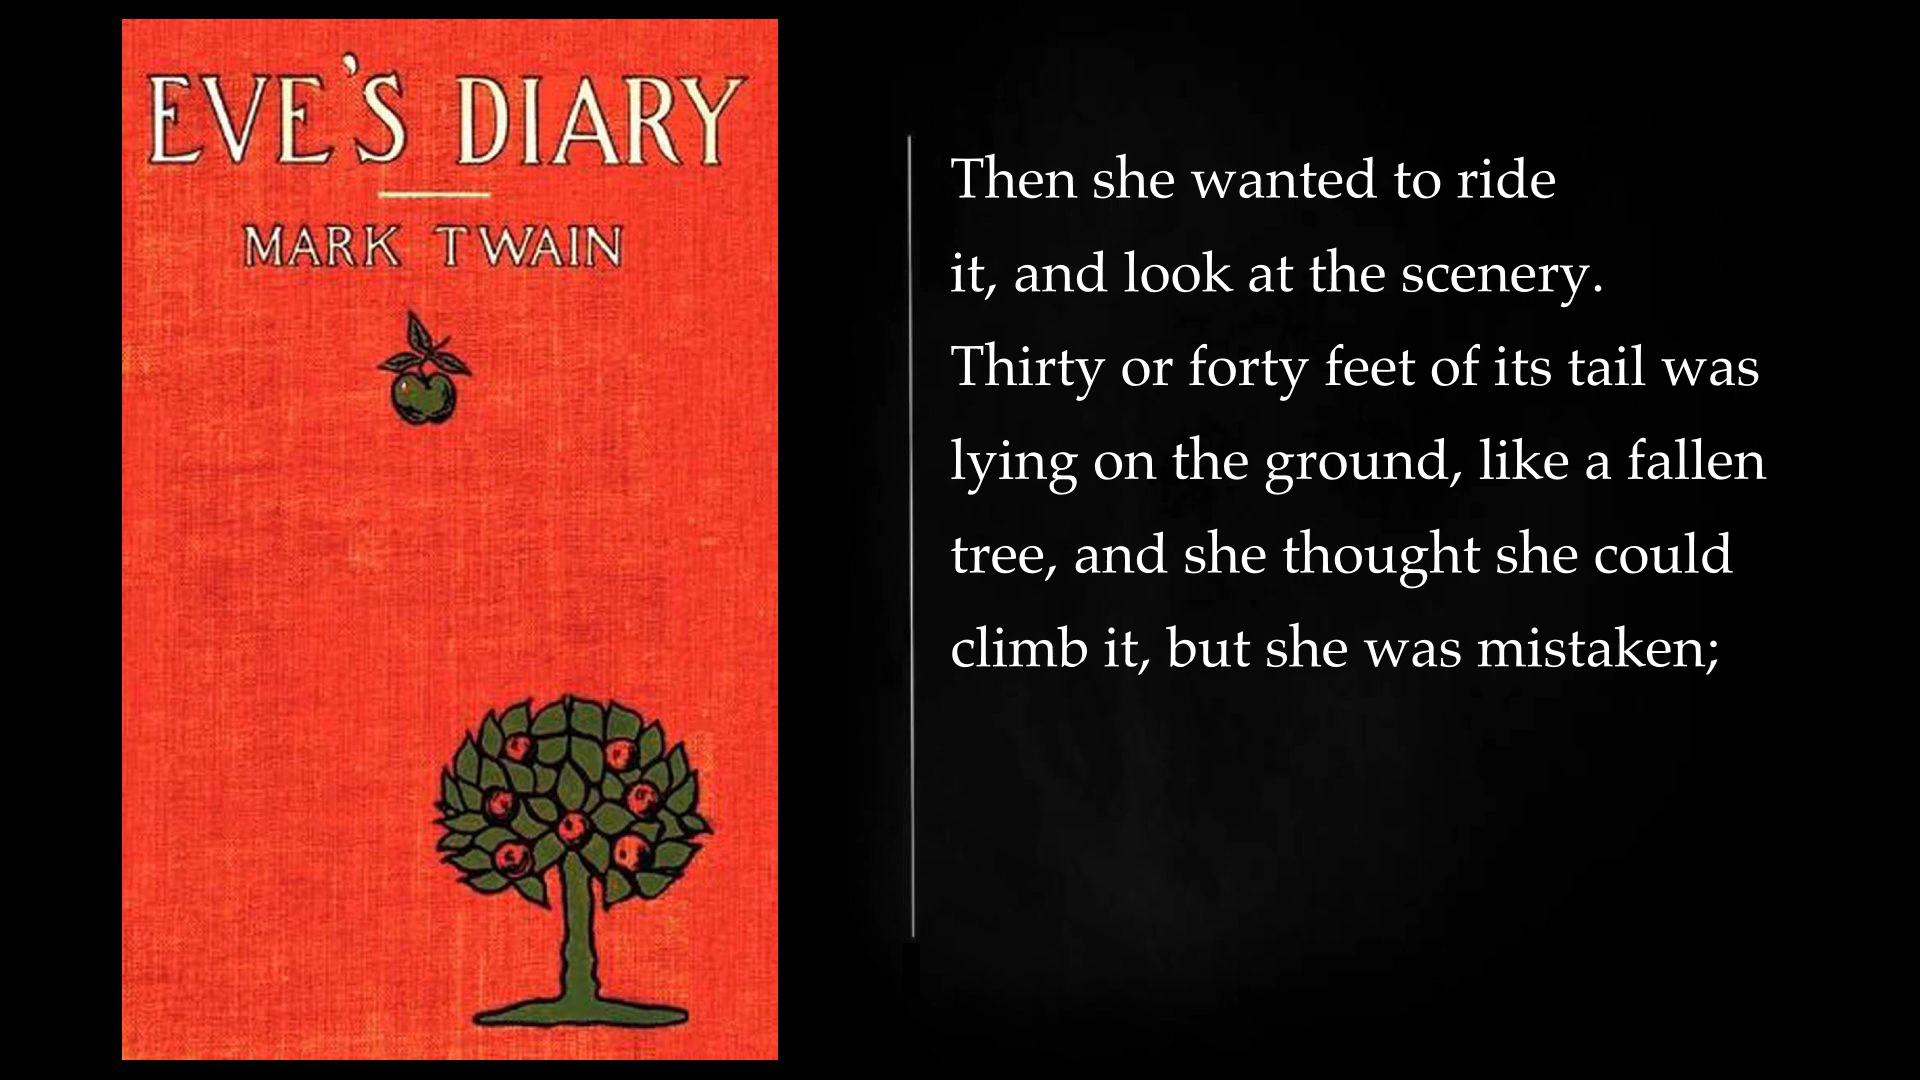 EVE'S DIARY
MARK TWAIN
Then she wanted to ride
it, and look at the scenery.
Thirty or forty feet of its tail was
lying on the ground, like a fallen
tree, and she thought she could
climb it, but she was mistaken;